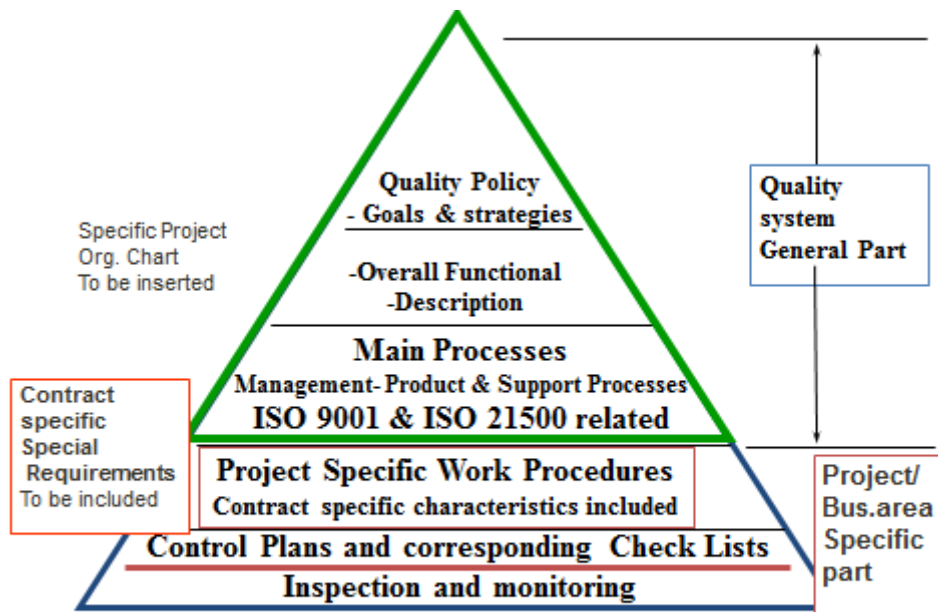 Quality Policy
- Goals & strategies
-Overall Functional
-Description
Main Processes
Management- Product & Support Processes
ISO 9001 & ISO 21500 related
Project Specific Work Procedures
Contract specific characteristics included
Control Plans and corresponding Check Lists
Inspection and monitoring
Specific Project
Org. Chart
To be inserted
Contract
specific
Special
Requirements
To be included
Quality
system
General Part
Project/
Bus.area
Specific
part